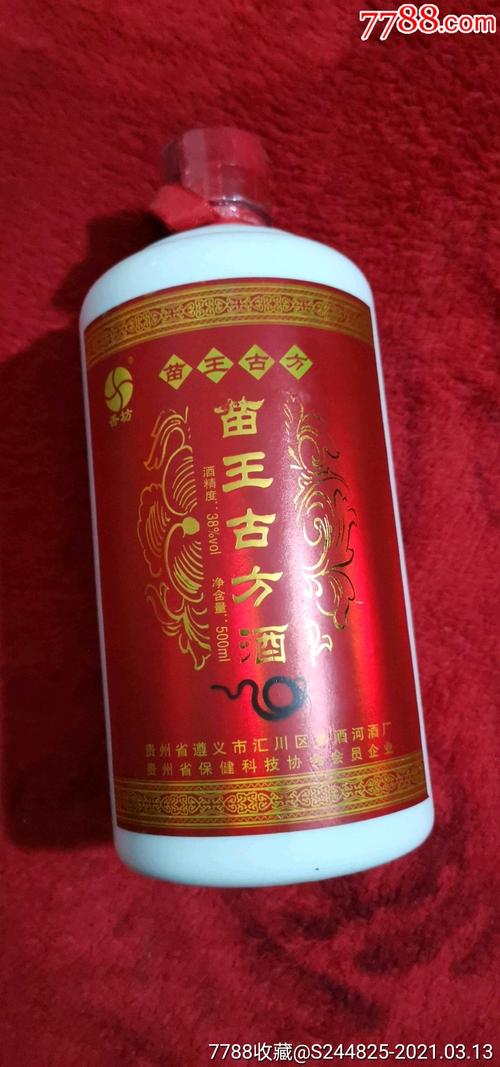 7788.com
苗王古方
香坊
苗王古方酒
酒精度：38%vol
净含量：500ml
贵州省遵义市汇川区 酒河酒厂
贵州省保健科技协会会员企业
7788收藏@S244825-2021.03.13